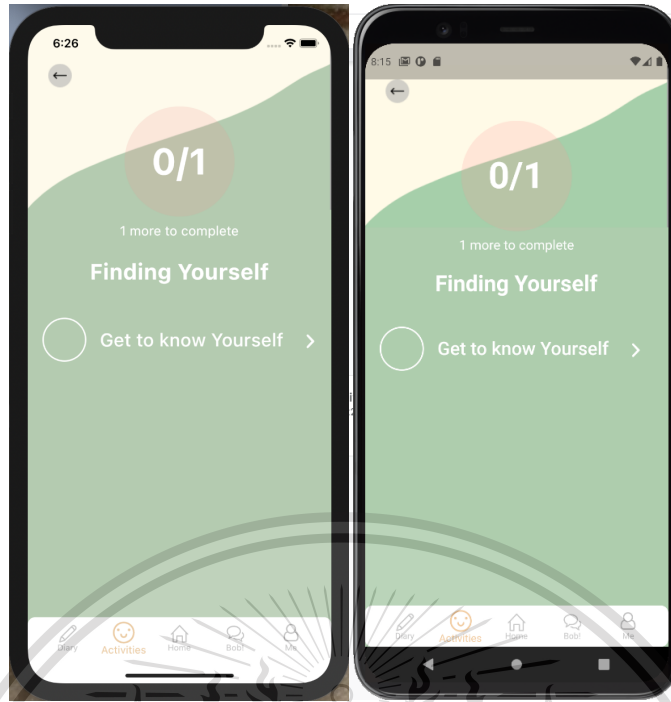 6:26
0/1
1 more to complete
Finding Yourself
Get to know Yourself
Diary
Activities
Home
Bob!
Me
8:15
0/1
1 more to complete
Finding Yourself
Get to know Yourself
Diary
Activities
Home
Bob!
Me